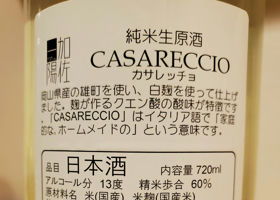 加佐
一陽
純米生原酒
CASARECCIO
カサレッチョ
岡山県産の雄町を使い、白麹を使って仕上げ
ました。麹が作るクエン酸の酸味が特徴です
。「CASARECCIO」はイタリア語で「家庭
的な、ホームメイドの」という意味です。
品目 日本酒 内容量 720ml
アルコール分 13度 精米歩合 60%
原材料名 米(国産) 米麹(国産米)